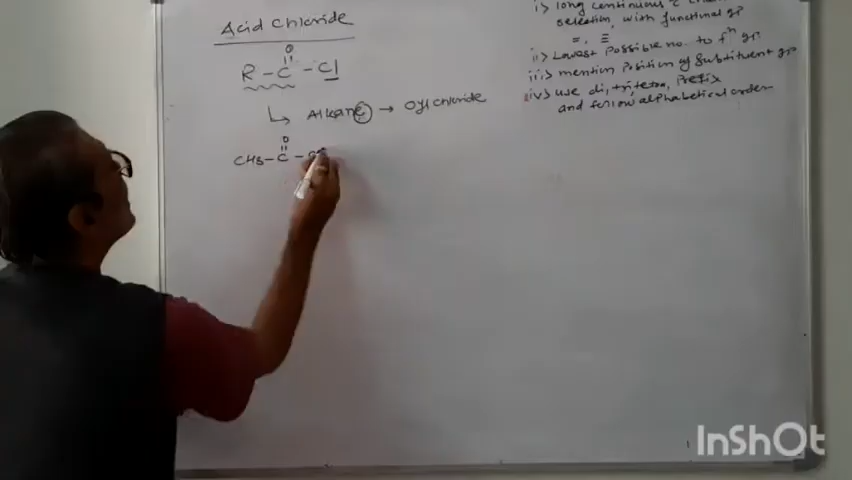 Acid Chloride
O
R - C - Cl
Alkane → Oyl chloride
O
CH3 - C -
i> long continuous c chain
selection, with functional gp
=, ≡
ii> Lowest possible no. to fⁿ gp
iii> mention position of substituent gp
iv> use di, tri, tetra, prefix
and follow alphabetical order
InShOt